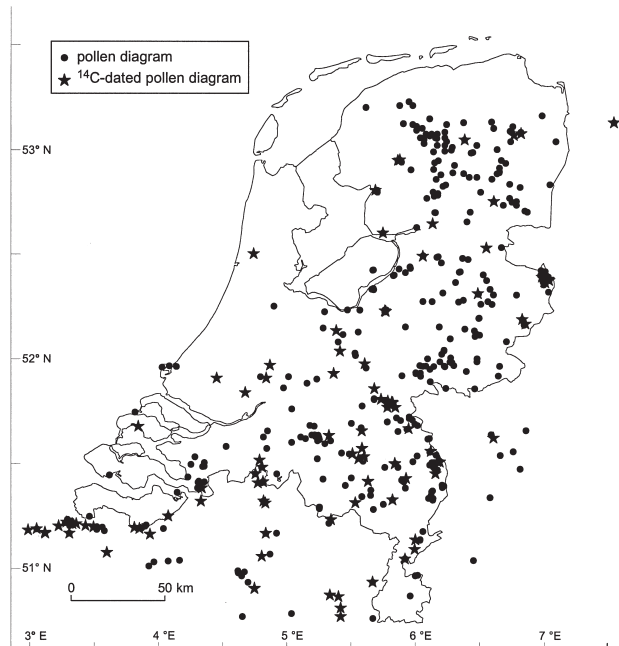 pollen diagram
¹⁴C-dated pollen diagram
53° N
52° N
51° N
0 50 km
3° E 4 °E 5 °E 6 °E 7 °E